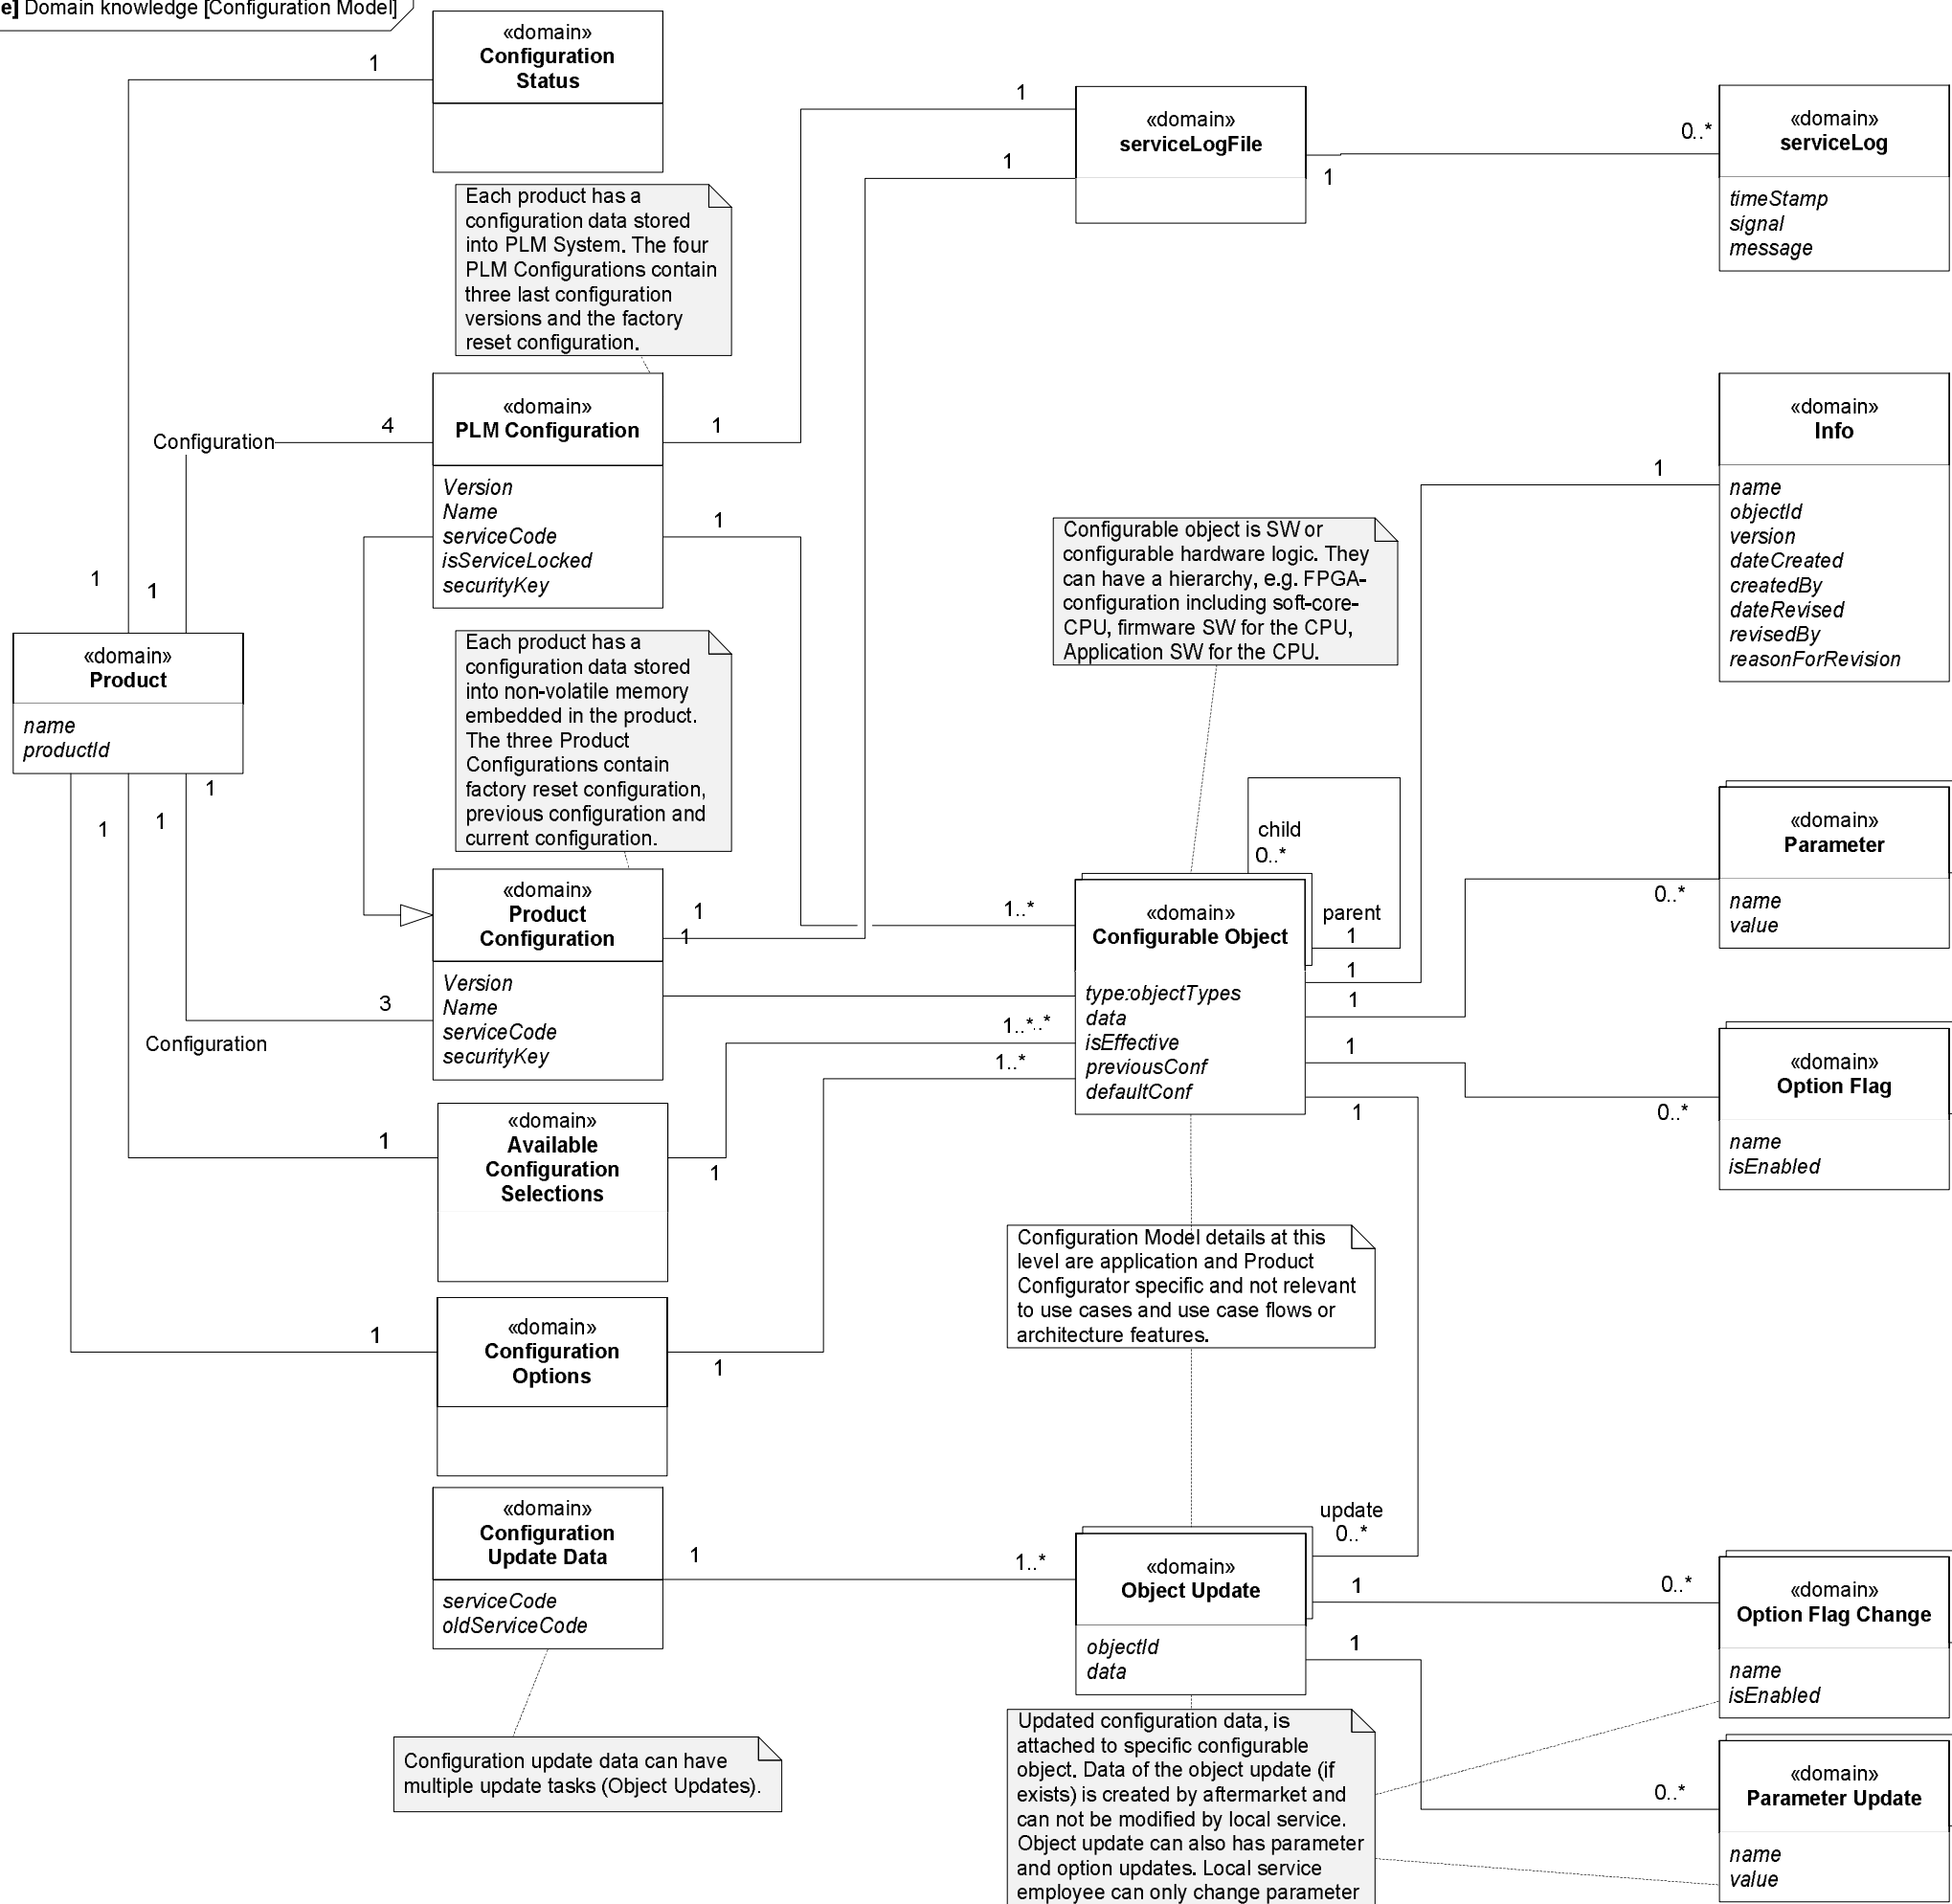 e] Domain knowledge [Configuration Model]
«domain»
Configuration
Status
1
1
«domain»
serviceLogFile
1
1
0..*
«domain»
serviceLog
timeStamp
signal
message
Each product has a
configuration data stored
into PLM System. The four
PLM Configurations contain
three last configuration
versions and the factory
reset configuration.
Configuration
4
«domain»
PLM Configuration
Version
Name
serviceCode
isServiceLocked
securityKey
1
1
«domain»
Info
name
objectId
version
dateCreated
createdBy
dateRevised
revisedBy
reasonForRevision
1
Configurable object is SW or
configurable hardware logic. They
can have a hierarchy, e.g. FPGA-
configuration including soft-core-
CPU, firmware SW for the CPU,
Application SW for the CPU.
1
1
«domain»
Product
name
productId
1
1
1
Each product has a
configuration data stored
into non-volatile memory
embedded in the product.
The three Product
Configurations contain
factory reset configuration,
previous configuration and
current configuration.
«domain»
Product
Configuration
Version
Name
serviceCode
securityKey
1
1
3
Configuration
child
0..*
parent
1
1..*
«domain»
Configurable Object
type:objectTypes
data
isEffective
previousConf
defaultConf
1..*..*
1..*
1
1
1
1
«domain»
Parameter
name
value
0..*
«domain»
Option Flag
name
isEnabled
0..*
«domain»
Available
Configuration
Selections
1
1
Configuration Model details at this
level are application and Product
Configurator specific and not relevant
to use cases and use case flows or
architecture features.
«domain»
Configuration
Options
1
1
«domain»
Configuration
Update Data
serviceCode
oldServiceCode
1
1..*
update
0..*
«domain»
Object Update
objectId
data
1
1
0..*
«domain»
Option Flag Change
name
isEnabled
0..*
«domain»
Parameter Update
name
value
Configuration update data can have
multiple update tasks (Object Updates).
Updated configuration data, is
attached to specific configurable
object. Data of the object update (if
exists) is created by aftermarket and
can not be modified by local service.
Object update can also has parameter
and option updates. Local service
employee can only change parameter